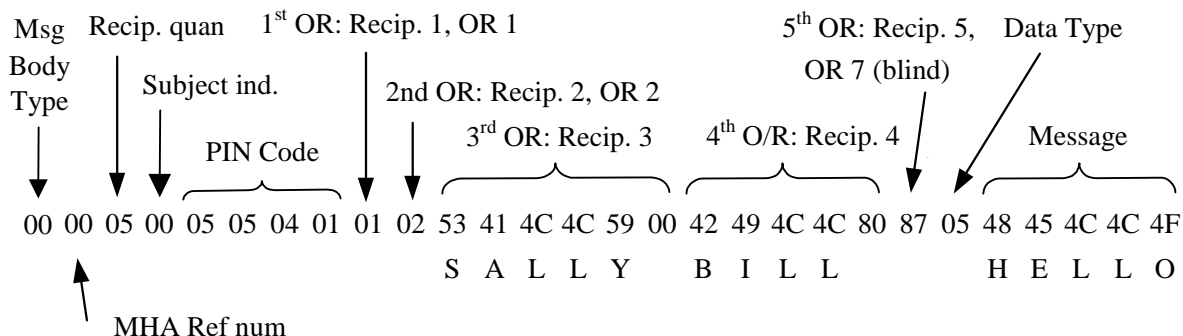 Msg Body Type
Recip. quan
1st OR: Recip. 1, OR 1
5th OR: Recip. 5, OR 7 (blind)
Data Type
Subject ind.
2nd OR: Recip. 2, OR 2
PIN Code
3rd OR: Recip. 3
4th O/R: Recip. 4
Message
00 00 05 00 05 05 04 01 01 02 53 41 4C 4C 59 00 42 49 4C 4C 80 87 05 48 45 4C 4C 4F
S A L L Y B I L L H E L L O
MHA Ref num